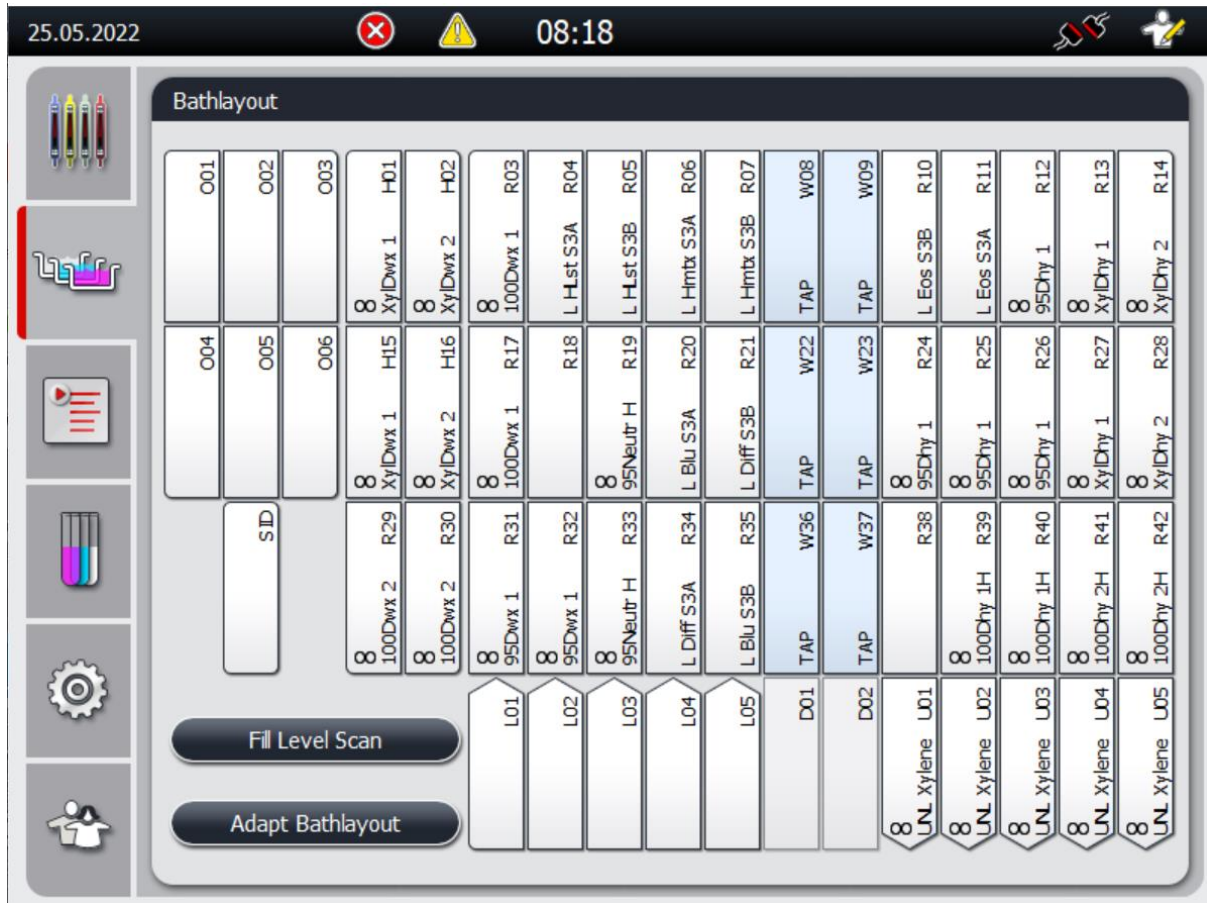 25.05.2022
08:18
Bathlayout
O01
O02
O03
∞ XylDwx 1 H01
∞ XylDwx 2 H02
∞ 100Dwx 1 R03
L HLst S3A R04
L HLst S3B R05
L Hmtx S3A R06
L Hmtx S3B R07
TAP W08
TAP W09
L Eos S3B R10
L Eos S3A R11
∞ 95Dhy 1 R12
∞ XylDhy 1 R13
∞ XylDhy 2 R14
O04
O05
O06
∞ XylDwx 1 H15
∞ XylDwx 2 H16
∞ 100Dwx 1 R17
R18
∞ 95Neutr H R19
L Blu S3A R20
L Diff S3B R21
TAP W22
TAP W23
∞ 95Dhy 1 R24
∞ 95Dhy 1 R25
∞ 95Dhy 1 R26
∞ XylDhy 1 R27
∞ XylDhy 2 R28
SID
∞ 100Dwx 2 R29
∞ 100Dwx 2 R30
∞ 95Dwx 1 R31
∞ 95Dwx 1 R32
∞ 95Neutr H R33
L Diff S3A R34
L Blu S3B R35
TAP W36
TAP W37
R38
∞ 100Dhy 1H R39
∞ 100Dhy 1H R40
∞ 100Dhy 2H R41
∞ 100Dhy 2H R42
L01
L02
L03
L04
L05
D01
D02
∞ UNL Xylene U01
∞ UNL Xylene U02
∞ UNL Xylene U03
∞ UNL Xylene U04
∞ UNL Xylene U05
Fill Level Scan
Adapt Bathlayout